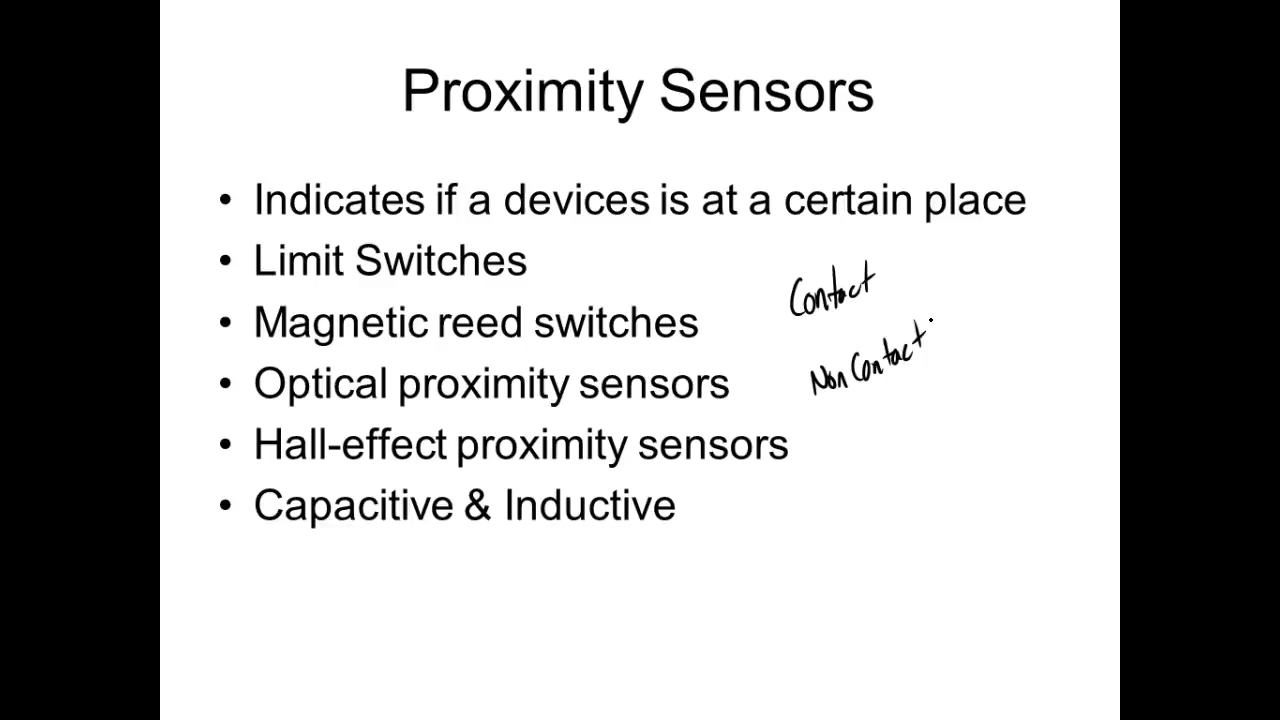 Proximity Sensors
• Indicates if a devices is at a certain place
• Limit Switches
• Magnetic reed switches
• Optical proximity sensors
• Hall-effect proximity sensors
• Capacitive & Inductive
Contact
Non Contact